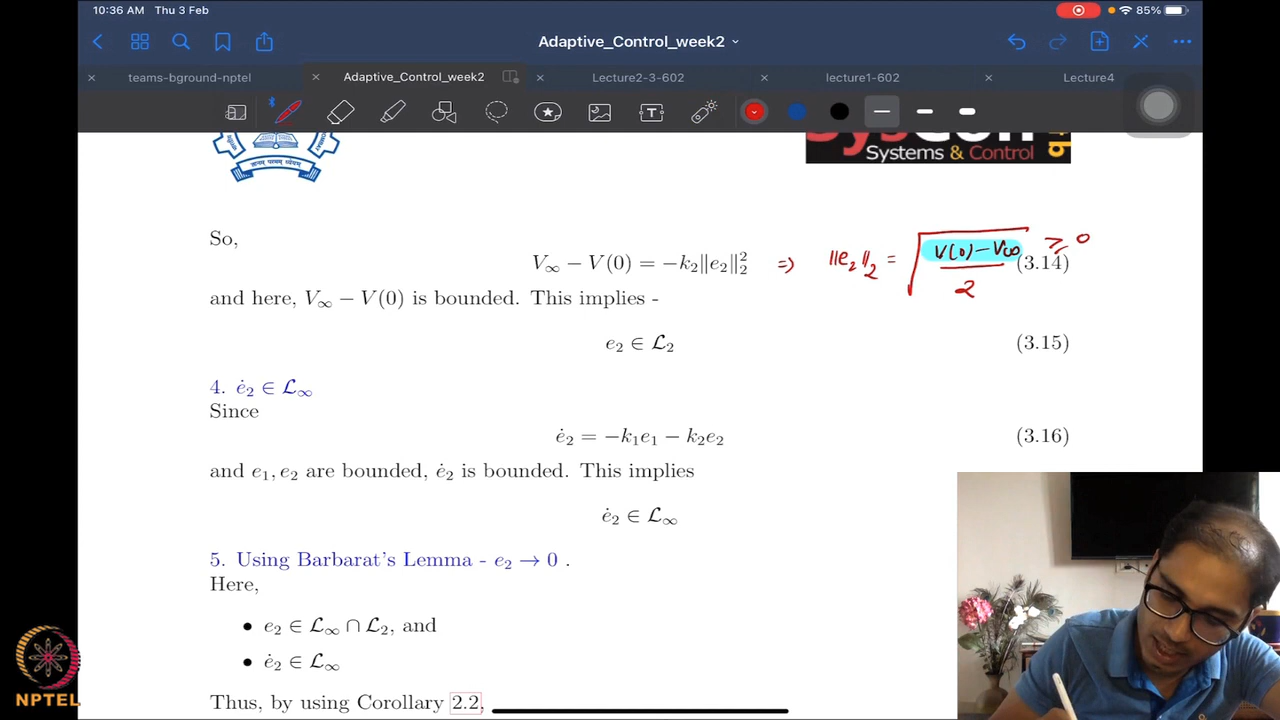 10:36 AM Thu 3 Feb
85%
Adaptive_Control_week2
teams-bground-nptel
Adaptive_Control_week2
Lecture2-3-602
lecture1-602
Lecture4
Systems & Control
So,
V∞ − V(0) = −k₂‖e₂‖₂² ⇒ ‖e₂‖₂ = √((V(0) − V∞)/2) ≥ 0 (3.14)
and here, V∞ − V(0) is bounded. This implies -
e₂ ∈ ℒ₂ (3.15)
4. ė₂ ∈ ℒ∞
Since
ė₂ = −k₁e₁ − k₂e₂ (3.16)
and e₁, e₂ are bounded, ė₂ is bounded. This implies
ė₂ ∈ ℒ∞
5. Using Barbarat's Lemma - e₂ → 0 .
Here,
• e₂ ∈ ℒ∞ ∩ ℒ₂, and
• ė₂ ∈ ℒ∞
Thus, by using Corollary 2.2,
NPTEL